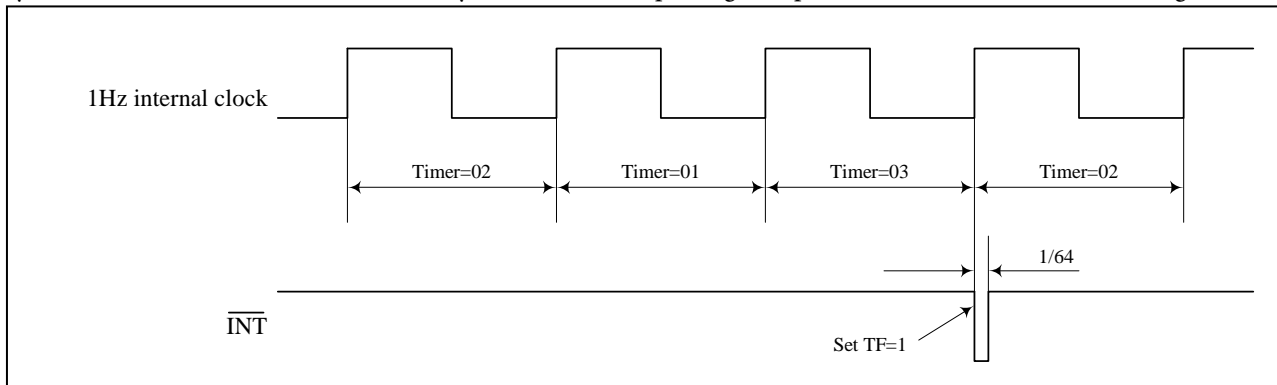 1Hz internal clock
Timer=02
Timer=01
Timer=03
Timer=02
1/64
INT
Set TF=1